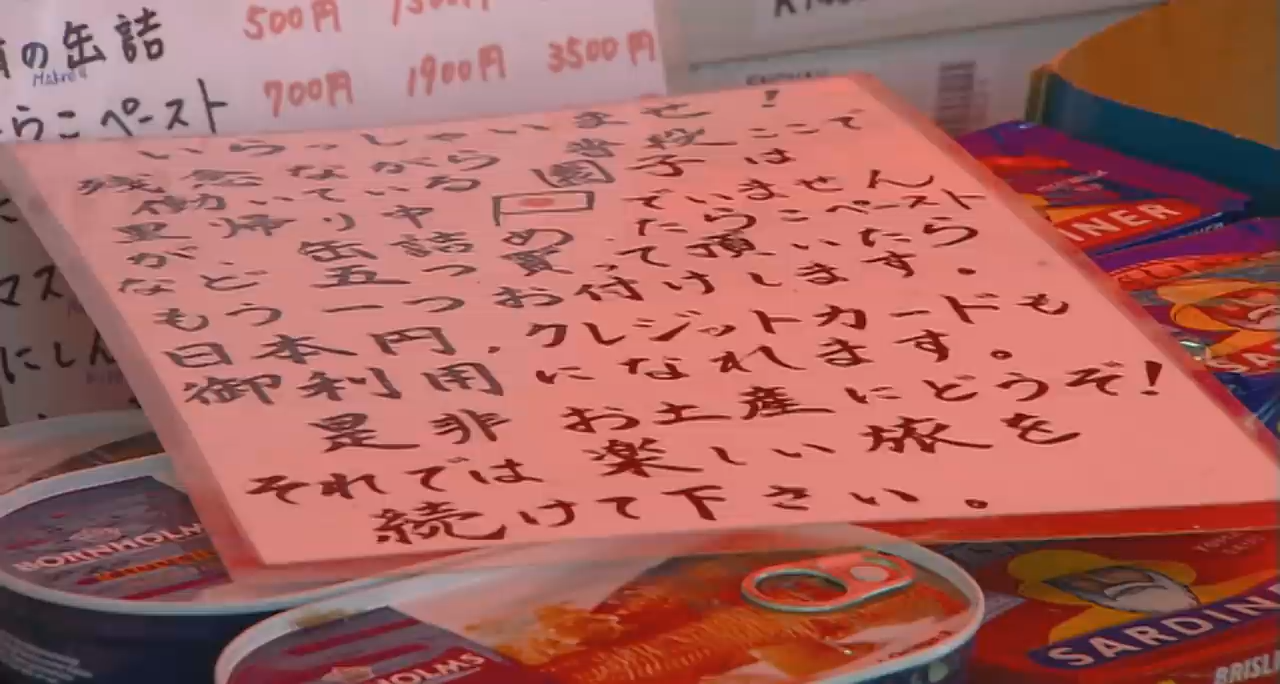 500円
の缶詰
700円 1900円 3500円
らこペースト
いらっしゃいませ!
残念ながら 普段ここで
働いている 園子は
里帰り中 でいません
が、缶詰め、たらこペースト
など 五つ買って頂いたら
もう一つお付けします。
日本円、クレジットカードも
御利用になれます。
是非 お土産にどうぞ!
それでは 楽しい旅を
続けて下さい。
マス
にしん
INER
BORNHOLMS
HOLMS
SARDINE
BRISLI